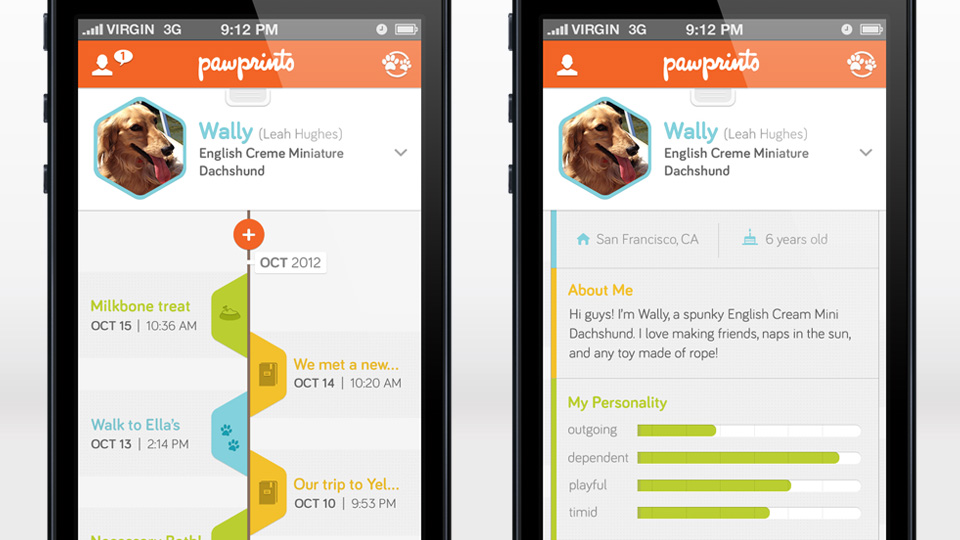 VIRGIN 3G 9:12 PM
1
pawprints
Wally (Leah Hughes)
English Creme Miniature
Dachshund
OCT 2012
Milkbone treat
OCT 15 | 10:36 AM
We met a new...
OCT 14 | 10:20 AM
Walk to Ella's
OCT 13 | 2:14 PM
Our trip to Yel...
OCT 10 | 9:53 PM
VIRGIN 3G 9:12 PM
pawprints
Wally (Leah Hughes)
English Creme Miniature
Dachshund
San Francisco, CA 6 years old
About Me
Hi guys! I'm Wally, a spunky English Cream Mini
Dachshund. I love making friends, naps in the sun,
and any toy made of rope!
My Personality
outgoing
dependent
playful
timid